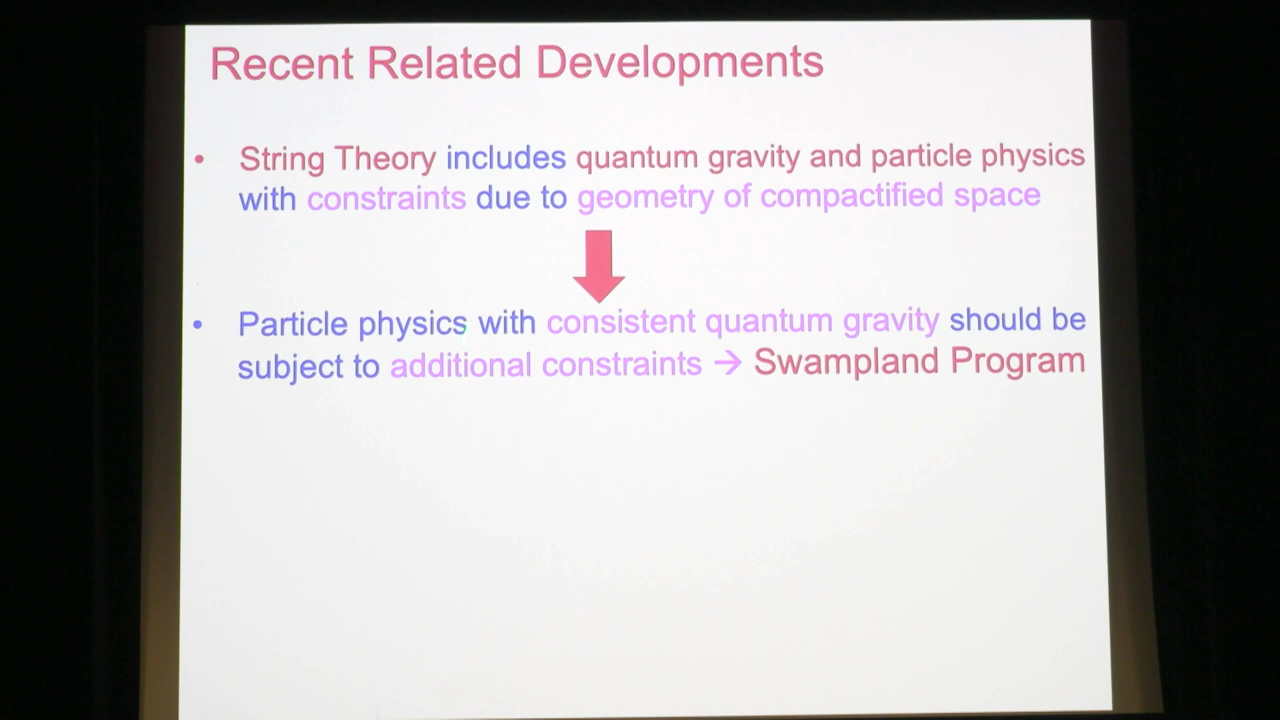 Recent Related Developments
• String Theory includes quantum gravity and particle physics
with constraints due to geometry of compactified space
• Particle physics with consistent quantum gravity should be
subject to additional constraints → Swampland Program